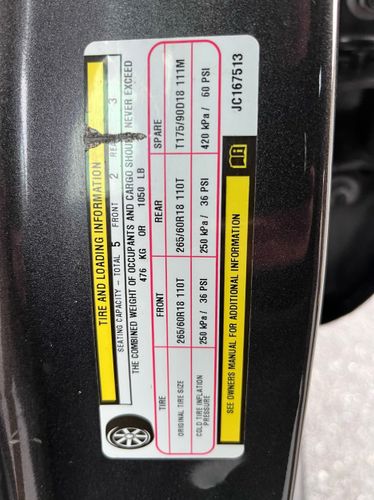 TIRE AND LOADING INFORMATION
SEATING CAPACITY - TOTAL 5 FRONT 2 REAR 3
THE COMBINED WEIGHT OF OCCUPANTS AND CARGO SHOULD NEVER EXCEED
476 KG OR 1050 LB
TIRE FRONT REAR SPARE
ORIGINAL TIRE SIZE 265/60R18 110T 265/60R18 110T T175/90D18 111M
COLD TIRE INFLATION PRESSURE 250 kPa / 36 PSI 250 kPa / 36 PSI 420 kPa / 60 PSI
SEE OWNERS MANUAL FOR ADDITIONAL INFORMATION
JC167513